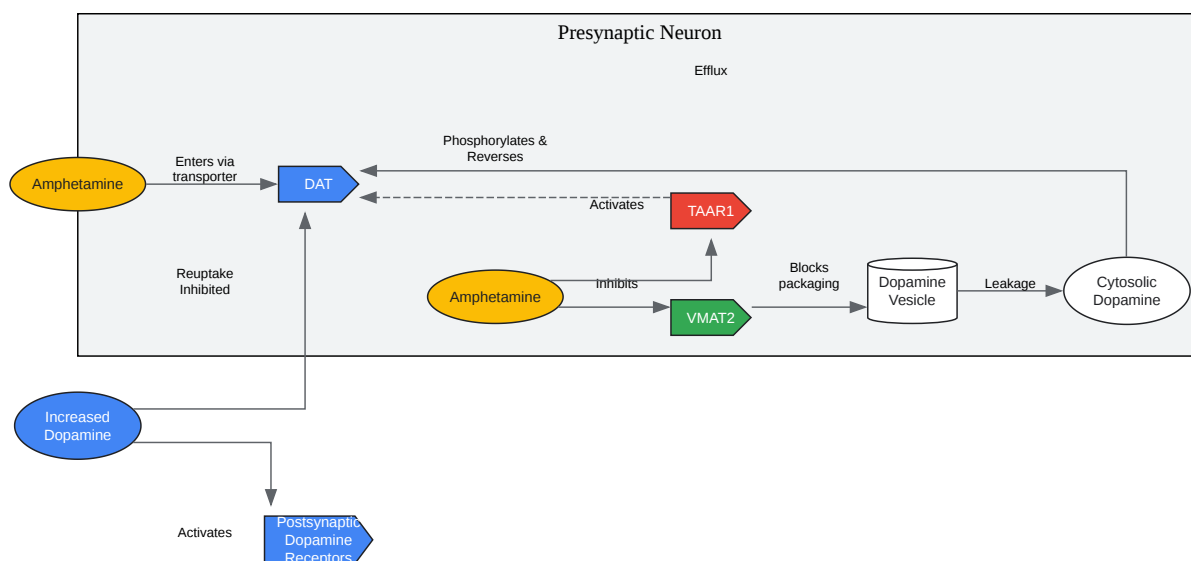 Presynaptic Neuron
Efflux
Phosphorylates &
Reverses
Enters via
transporter
Amphetamine
DAT
Activates
TAAR1
Reuptake
Inhibited
Amphetamine
Inhibits
VMAT2
Blocks
packaging
Dopamine
Vesicle
Leakage
Cytosolic
Dopamine
Increased
Dopamine
Activates
Postsynaptic
Dopamine
Receptors